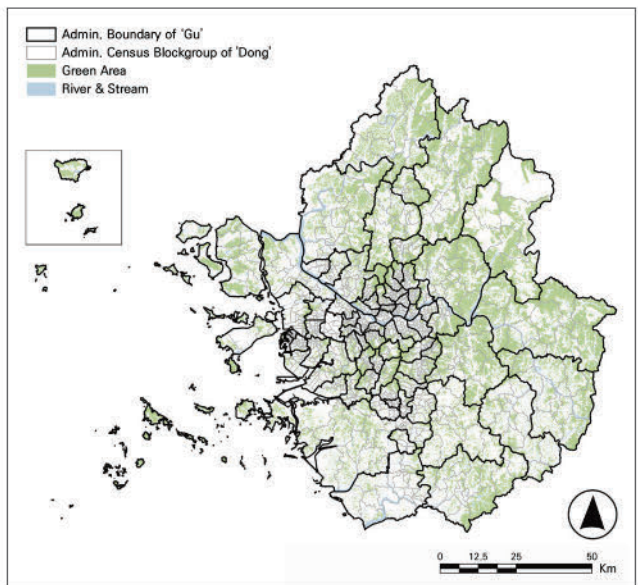 Admin. Boundary of 'Gu'
Admin. Census Blockgroup of 'Dong'
Green Area
River & Stream
0 12.5 25 50
Km